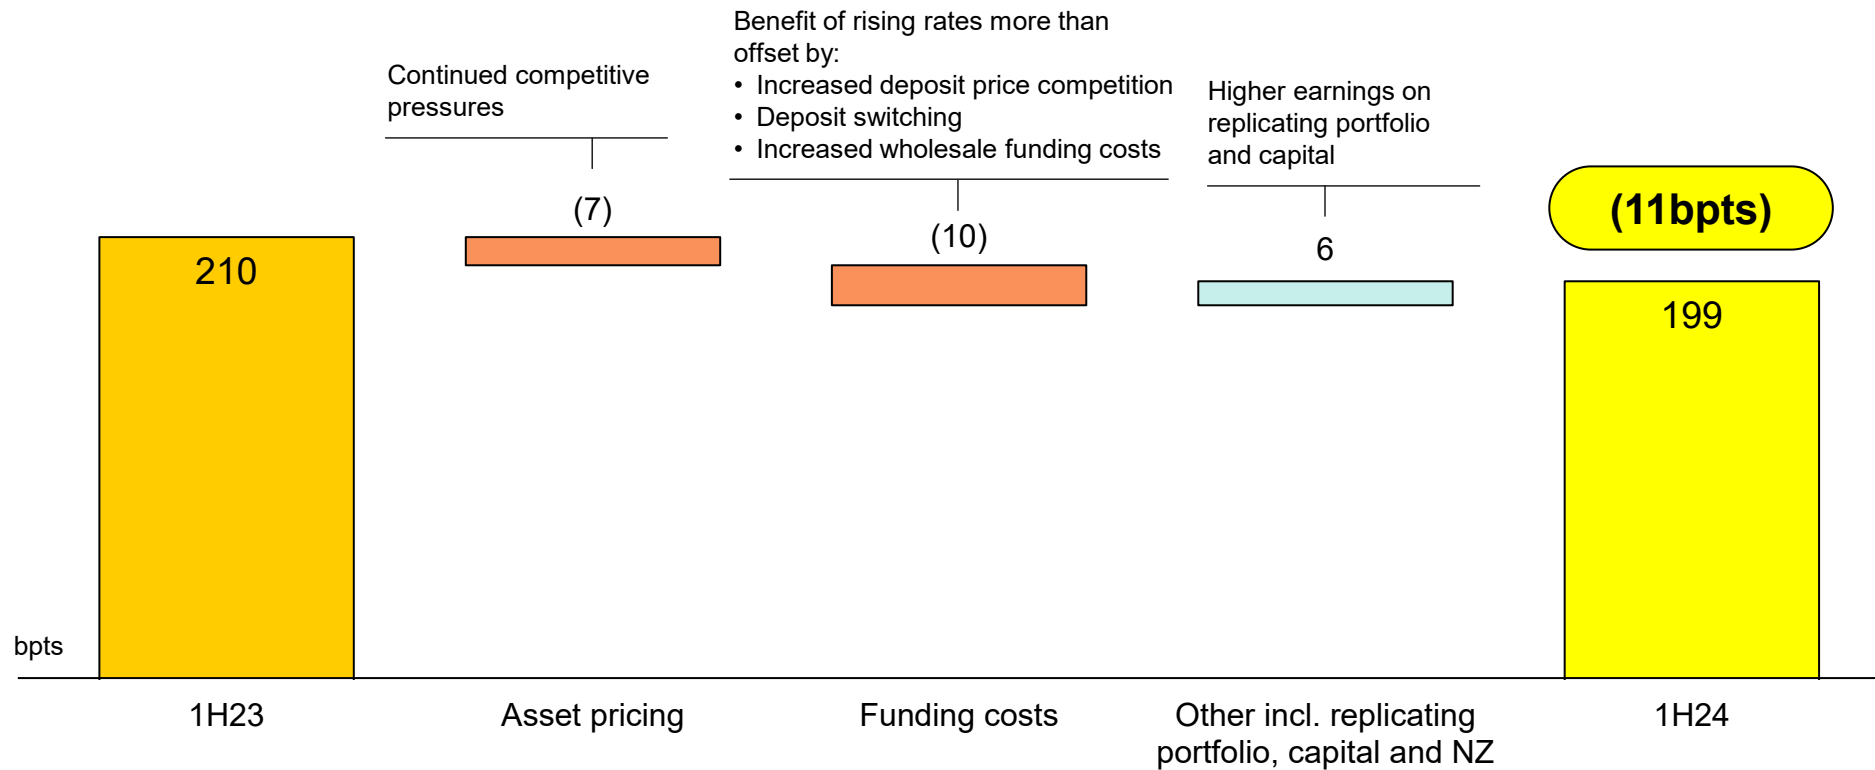 Continued competitive
pressures
Benefit of rising rates more than
offset by:
• Increased deposit price competition
• Deposit switching
• Increased wholesale funding costs
Higher earnings on
replicating portfolio
and capital
(11bpts)
(7)
(10)
6
210
199
bpts
1H23
Asset pricing
Funding costs
Other incl. replicating
portfolio, capital and NZ
1H24